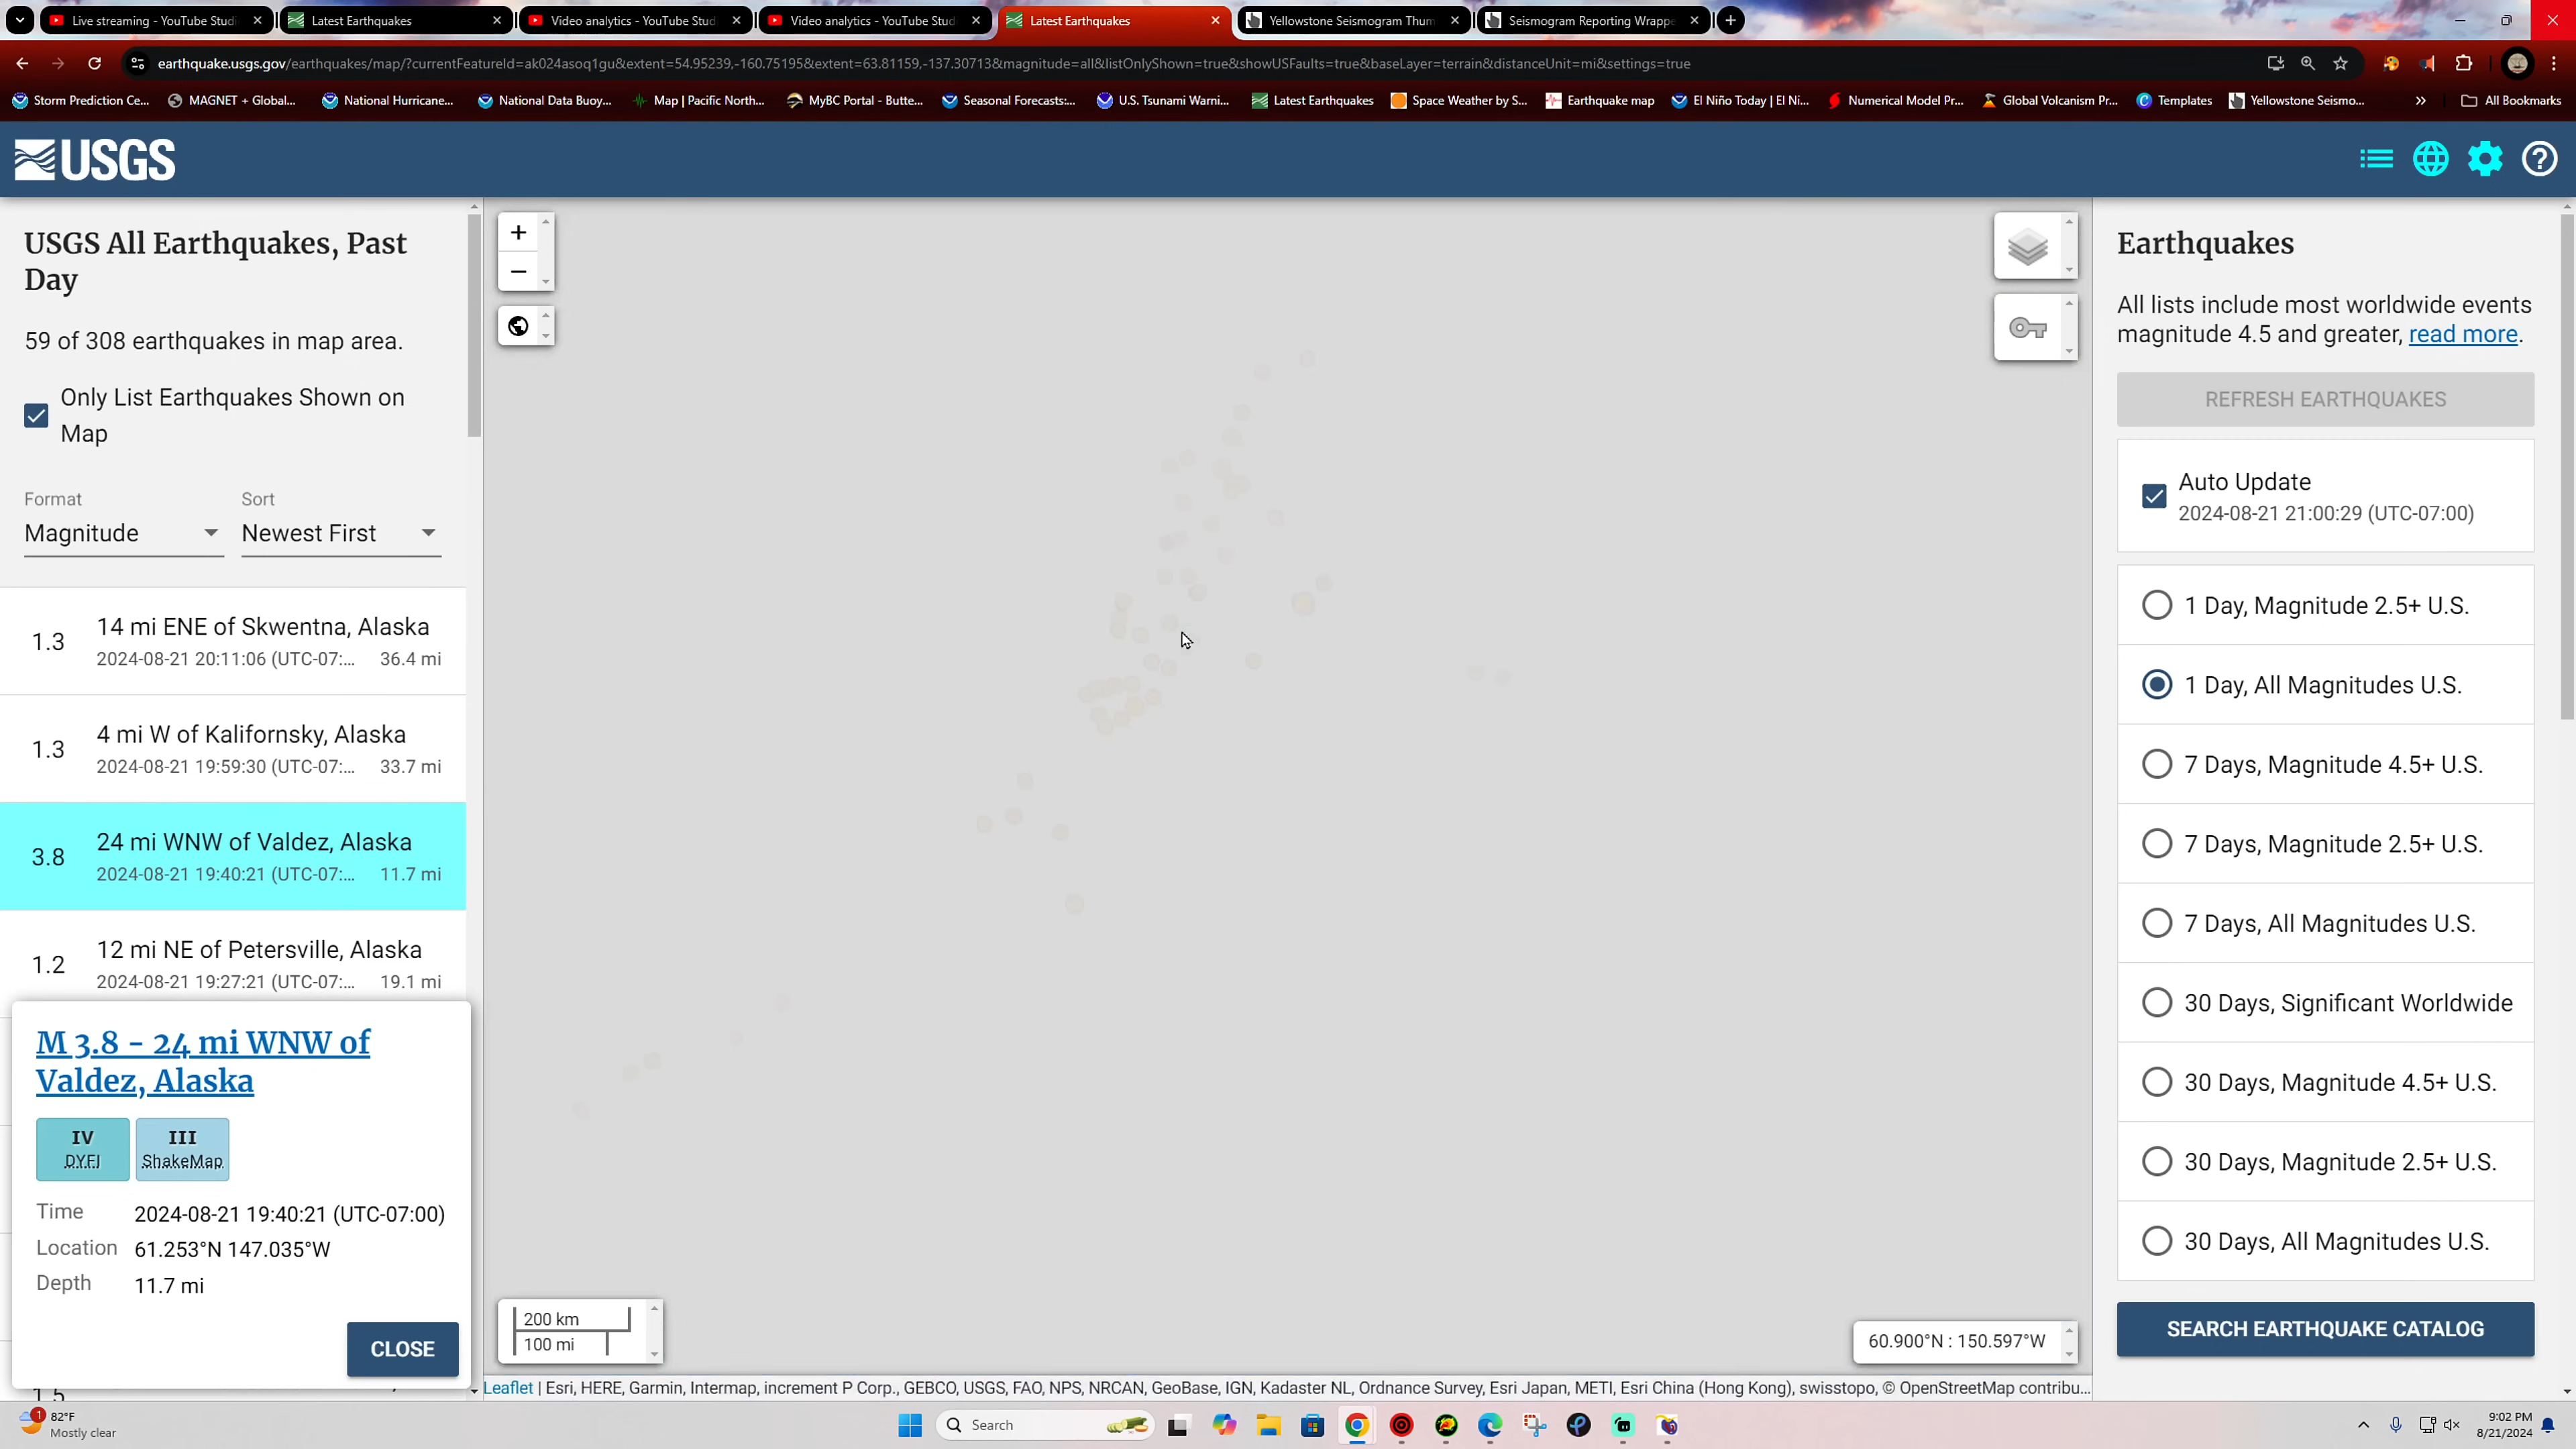 Live streaming - YouTube Studi
Latest Earthquakes
Video analytics - YouTube Stud
Video analytics - YouTube Stud
Latest Earthquakes
Yellowstone Seismogram Thum
Seismogram Reporting Wrappe
earthquake.usgs.gov/earthquakes/map/?currentFeatureId=ak024asoq1gu&extent=54.95239,-160.75195&extent=63.81159,-137.30713&magnitude=all&listOnlyShown=true&showUSFaults=true&baseLayer=terrain&distanceUnit=mi&settings=true
Storm Prediction Ce...
MAGNET + Global...
National Hurricane...
National Data Buoy...
Map | Pacific North...
MyBC Portal - Butte...
Seasonal Forecasts:...
U.S. Tsunami Warni...
Latest Earthquakes
Space Weather by S...
Earthquake map
El Niño Today | El Ni...
Numerical Model Pr...
Global Volcanism Pr...
Templates
Yellowstone Seismo...
All Bookmarks
USGS
USGS All Earthquakes, Past
Day
59 of 308 earthquakes in map area.
Only List Earthquakes Shown on
Map
Format
Sort
Magnitude
Newest First
1.3
14 mi ENE of Skwentna, Alaska
2024-08-21 20:11:06 (UTC-07:...
36.4 mi
1.3
4 mi W of Kalifornsky, Alaska
2024-08-21 19:59:30 (UTC-07:...
33.7 mi
3.8
24 mi WNW of Valdez, Alaska
2024-08-21 19:40:21 (UTC-07:...
11.7 mi
1.2
12 mi NE of Petersville, Alaska
2024-08-21 19:27:21 (UTC-07:...
19.1 mi
M 3.8 - 24 mi WNW of
Valdez, Alaska
IV
DYFI
III
ShakeMap
Time 2024-08-21 19:40:21 (UTC-07:00)
Location 61.253°N 147.035°W
Depth 11.7 mi
CLOSE
1.5
+
−
200 km
100 mi
60.900°N : 150.597°W
Leaflet | Esri, HERE, Garmin, Intermap, increment P Corp., GEBCO, USGS, FAO, NPS, NRCAN, GeoBase, IGN, Kadaster NL, Ordnance Survey, Esri Japan, METI, Esri China (Hong Kong), swisstopo, © OpenStreetMap contribu...
Earthquakes
All lists include most worldwide events
magnitude 4.5 and greater, read more.
REFRESH EARTHQUAKES
Auto Update
2024-08-21 21:00:29 (UTC-07:00)
1 Day, Magnitude 2.5+ U.S.
1 Day, All Magnitudes U.S.
7 Days, Magnitude 4.5+ U.S.
7 Days, Magnitude 2.5+ U.S.
7 Days, All Magnitudes U.S.
30 Days, Significant Worldwide
30 Days, Magnitude 4.5+ U.S.
30 Days, Magnitude 2.5+ U.S.
30 Days, All Magnitudes U.S.
SEARCH EARTHQUAKE CATALOG
1
82°F
Mostly clear
Search
9:02 PM
8/21/2024